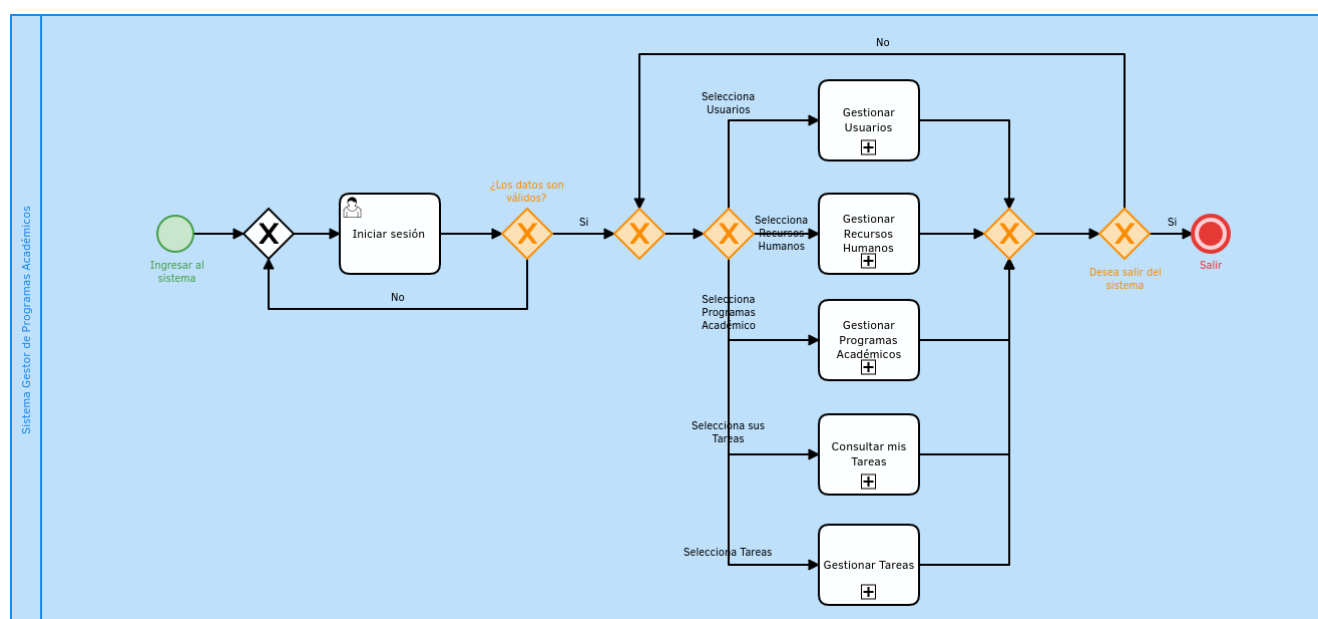 Sistema Gestor de Programas Académicos
Ingresar al
sistema
X
Iniciar sesión
No
¿Los datos son
válidos?
X
Si
X
X
No
Selecciona
Usuarios
Gestionar
Usuarios
Selecciona
Recursos
Humanos
Gestionar
Recursos
Humanos
Selecciona
Programas
Académico
Gestionar
Programas
Académicos
Selecciona sus
Tareas
Consultar mis
Tareas
Selecciona Tareas
Gestionar Tareas
X
X
Desea salir del
sistema
Si
Salir